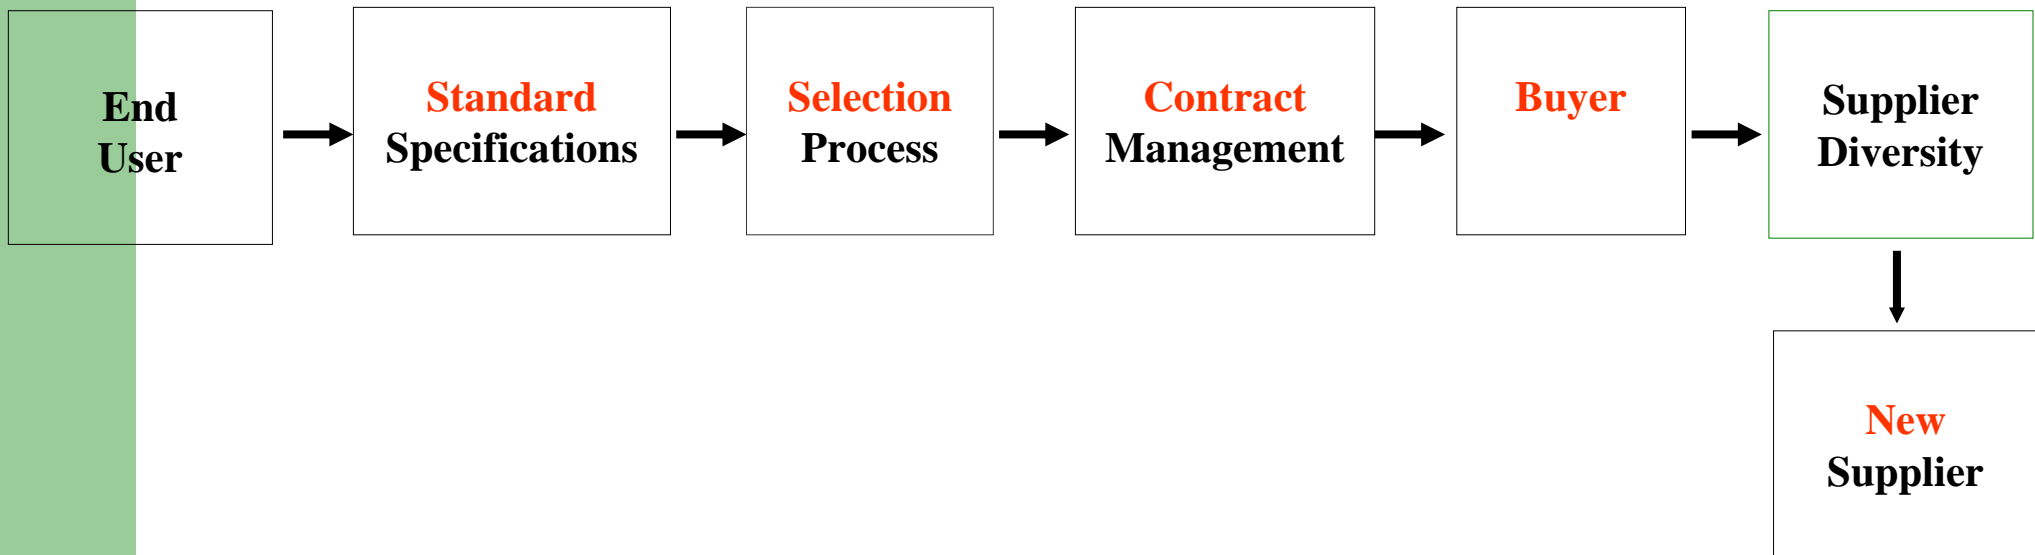 End
User
Standard
Specifications
Selection
Process
Contract
Management
Buyer
Supplier
Diversity
New
Supplier